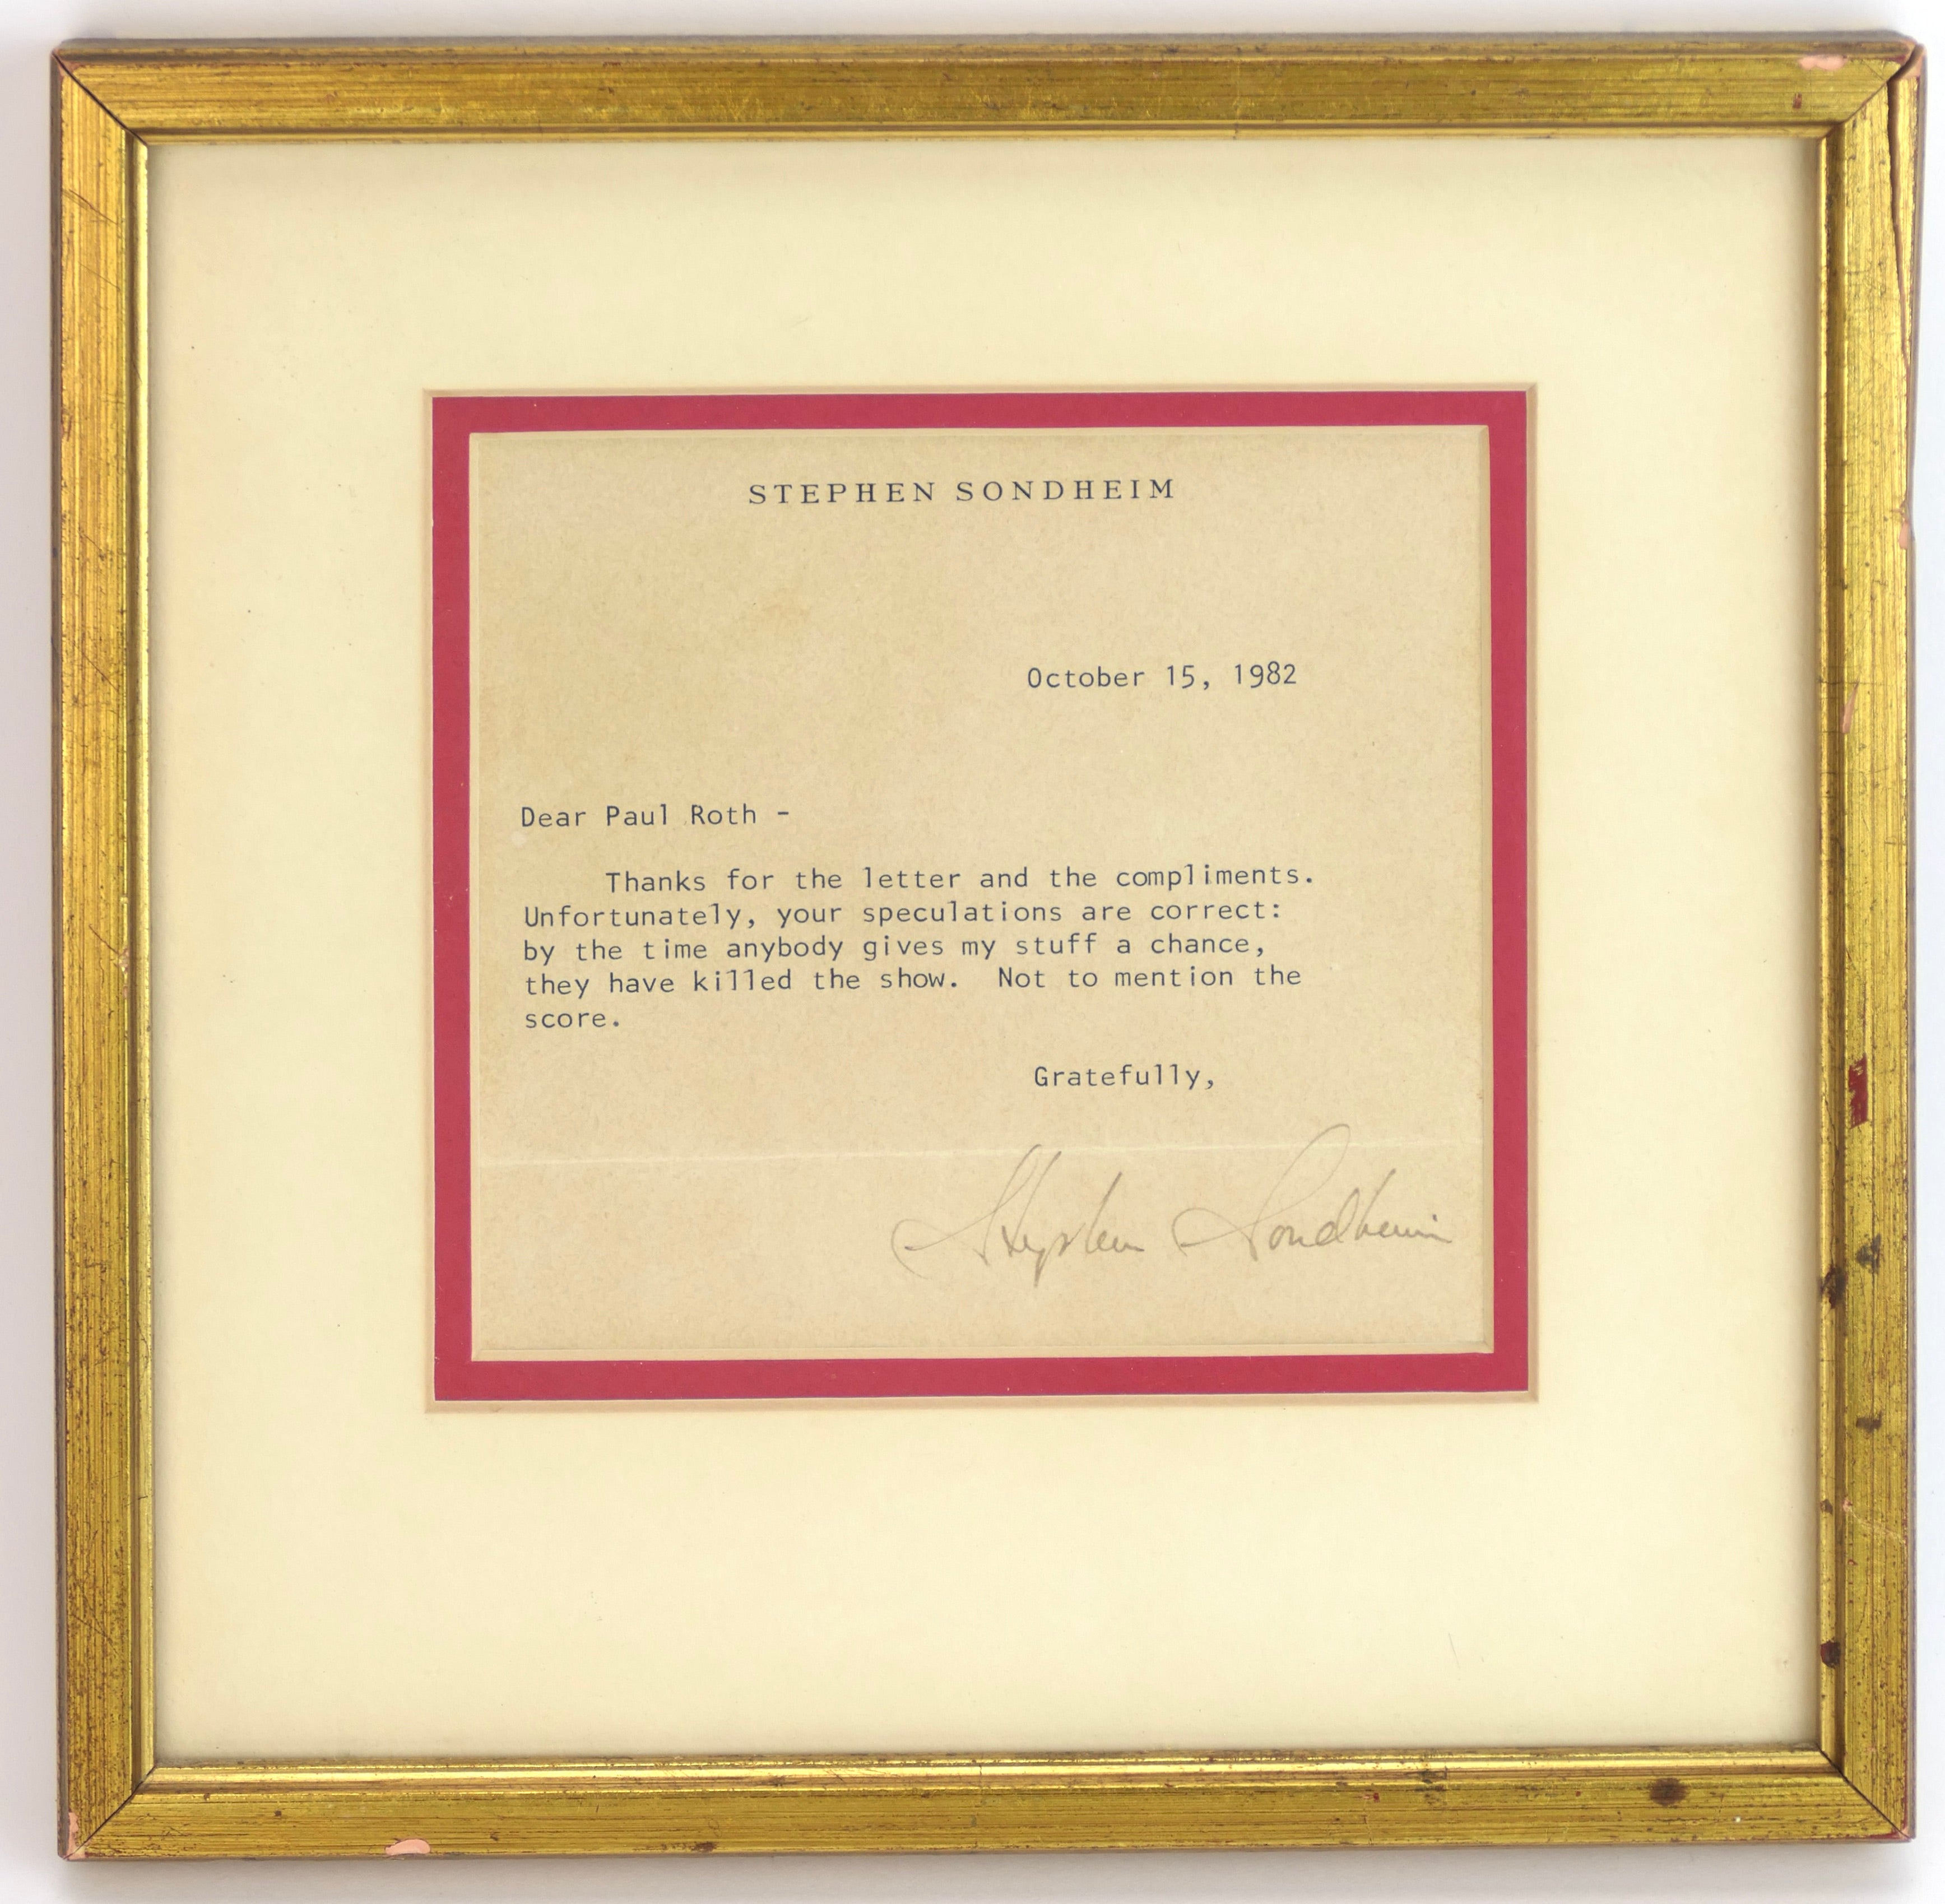 STEPHEN SONDHEIM
October 15, 1982
Dear Paul Roth -
Thanks for the letter and the compliments.
Unfortunately, your speculations are correct:
by the time anybody gives my stuff a chance,
they have killed the show. Not to mention the
score.
Gratefully,
Stephen Sondheim